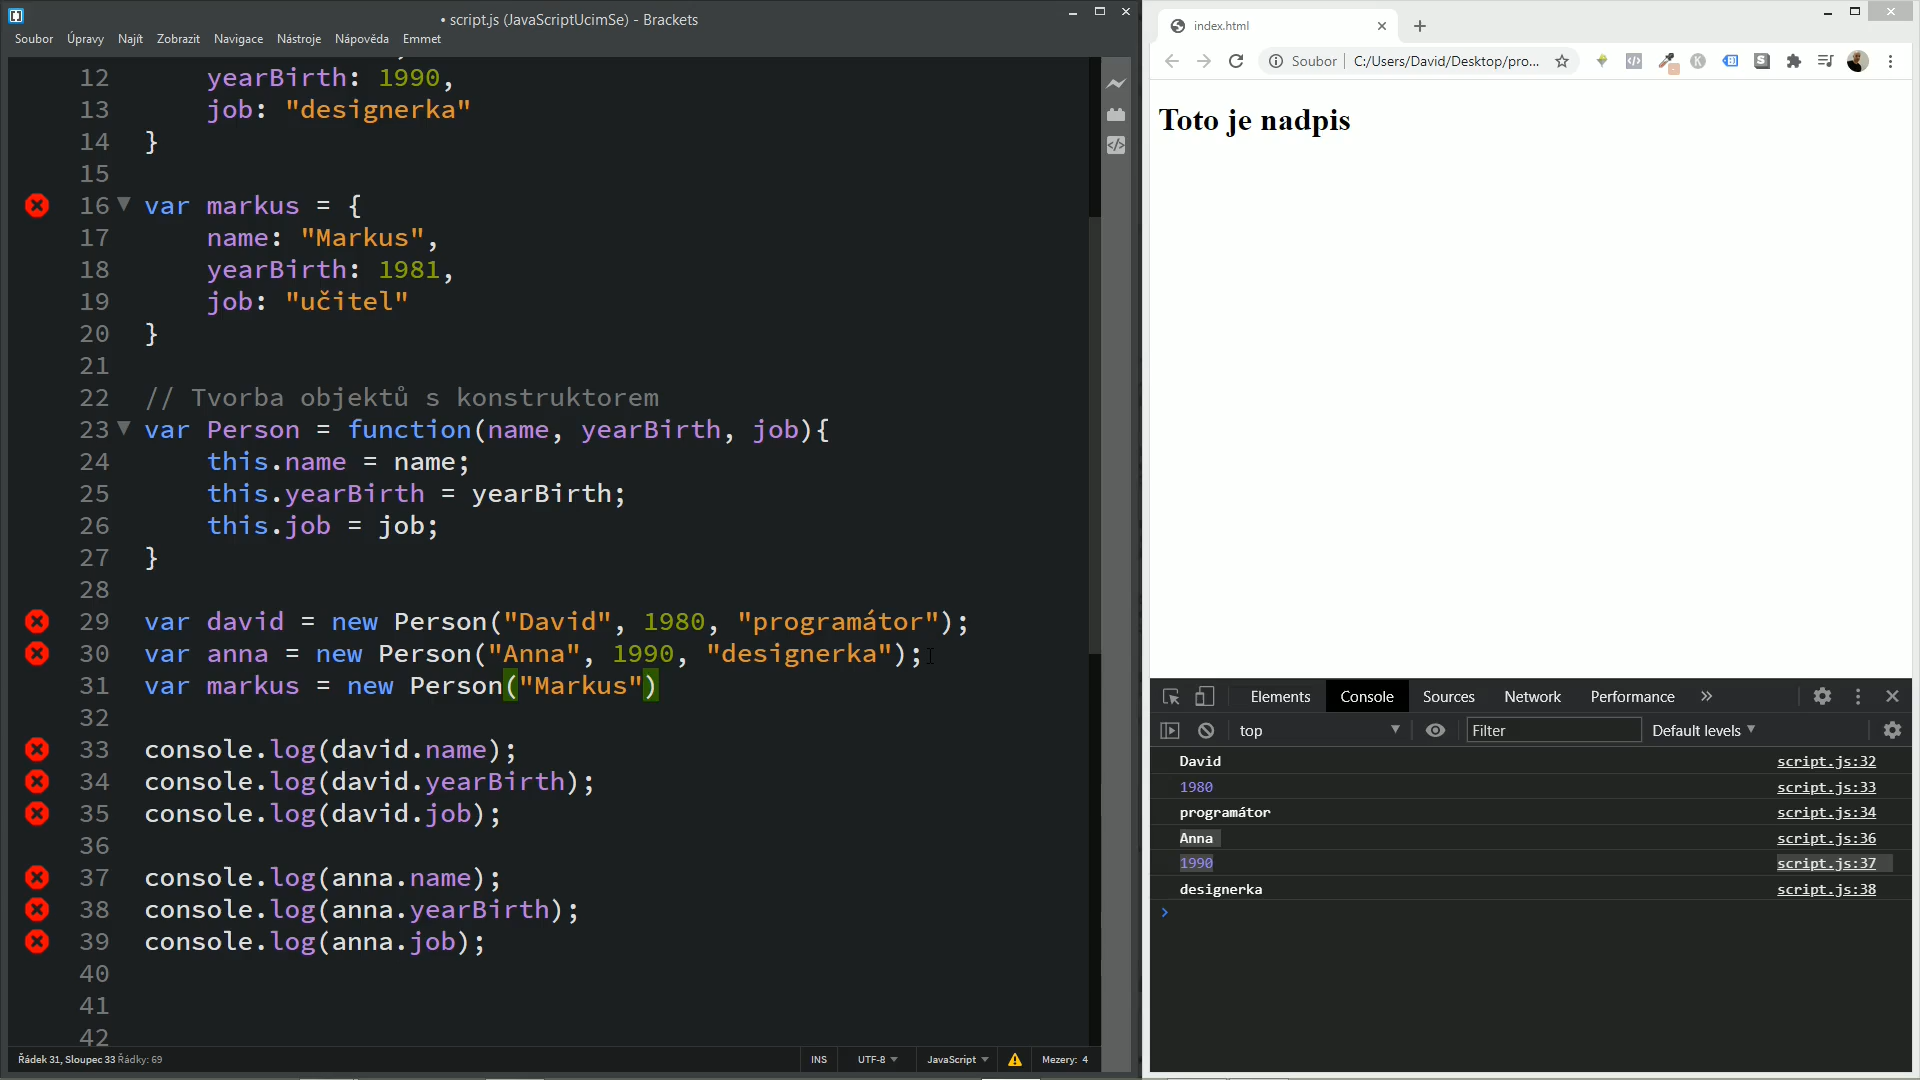 • script.js (JavaScriptUcimSe) - Brackets
Soubor Úpravy Najít Zobrazit Navigace Nástroje Nápověda Emmet
12 yearBirth: 1990,
13 job: "designerka"
14 }
15
16 var markus = {
17 name: "Markus",
18 yearBirth: 1981,
19 job: "učitel"
20 }
21
22 // Tvorba objektů s konstruktorem
23 var Person = function(name, yearBirth, job){
24 this.name = name;
25 this.yearBirth = yearBirth;
26 this.job = job;
27 }
28
29 var david = new Person("David", 1980, "programátor");
30 var anna = new Person("Anna", 1990, "designerka");
31 var markus = new Person("Markus")
32
33 console.log(david.name);
34 console.log(david.yearBirth);
35 console.log(david.job);
36
37 console.log(anna.name);
38 console.log(anna.yearBirth);
39 console.log(anna.job);
40
41
42
Řádek 31, Sloupec 33 Řádky: 69 INS UTF-8 JavaScript Mezery: 4
index.html
Soubor C:/Users/David/Desktop/pro...
Toto je nadpis
Elements Console Sources Network Performance »
top Filter Default levels
David script.js:32
1980 script.js:33
programátor script.js:34
Anna script.js:36
1990 script.js:37
designerka script.js:38